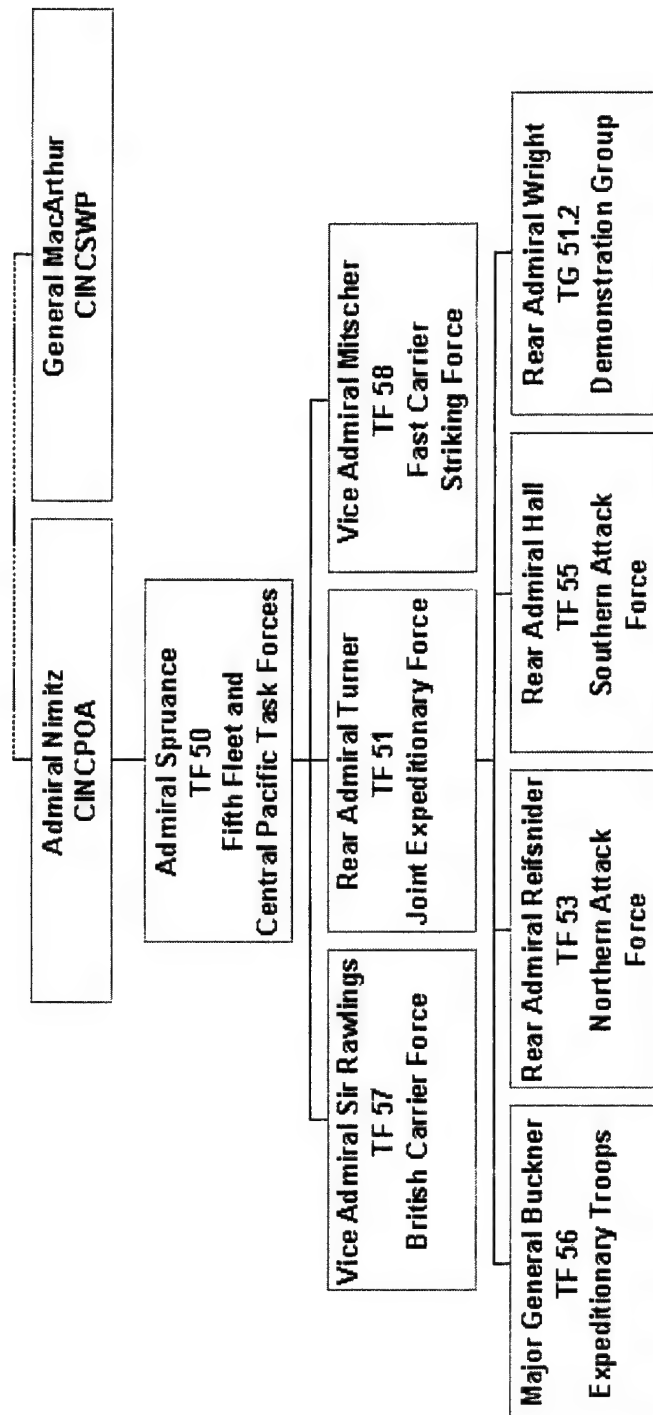 Admiral Nimitz
CINCPOA
General MacArthur
CINCSWP
Admiral Spruance
TF 50
Fifth Fleet and
Central Pacific Task Forces
Vice Admiral Sir Rawlings
TF 57
British Carrier Force
Rear Admiral Turner
TF 51
Joint Expeditionary Force
Vice Admiral Mitscher
TF 58
Fast Carrier
Striking Force
Major General Buckner
TF 56
Expeditionary Troops
Rear Admiral Reifsnider
TF 53
Northern Attack
Force
Rear Admiral Hall
TF 55
Southern Attack
Force
Rear Admiral Wright
TG 51.2
Demonstration Group